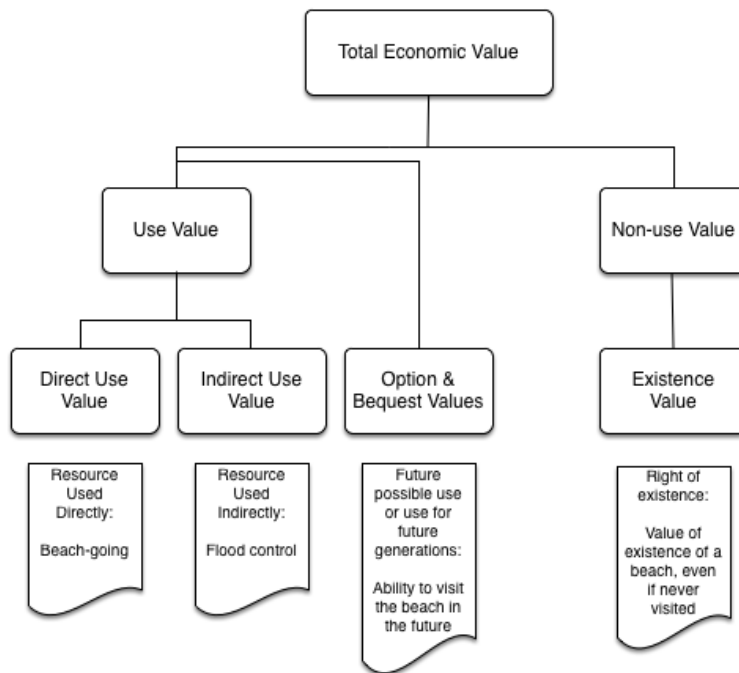 Total Economic Value
Use Value
Non-use Value
Direct Use
Value
Indirect Use
Value
Option &
Bequest Values
Existence
Value
Resource
Used
Directly:
Beach-going
Resource
Used
Indirectly:
Flood control
Future
possible use
or use for
future
generations:
Ability to visit
the beach in
the future
Right of
existence:
Value of
existence of a
beach, even
if never
visited